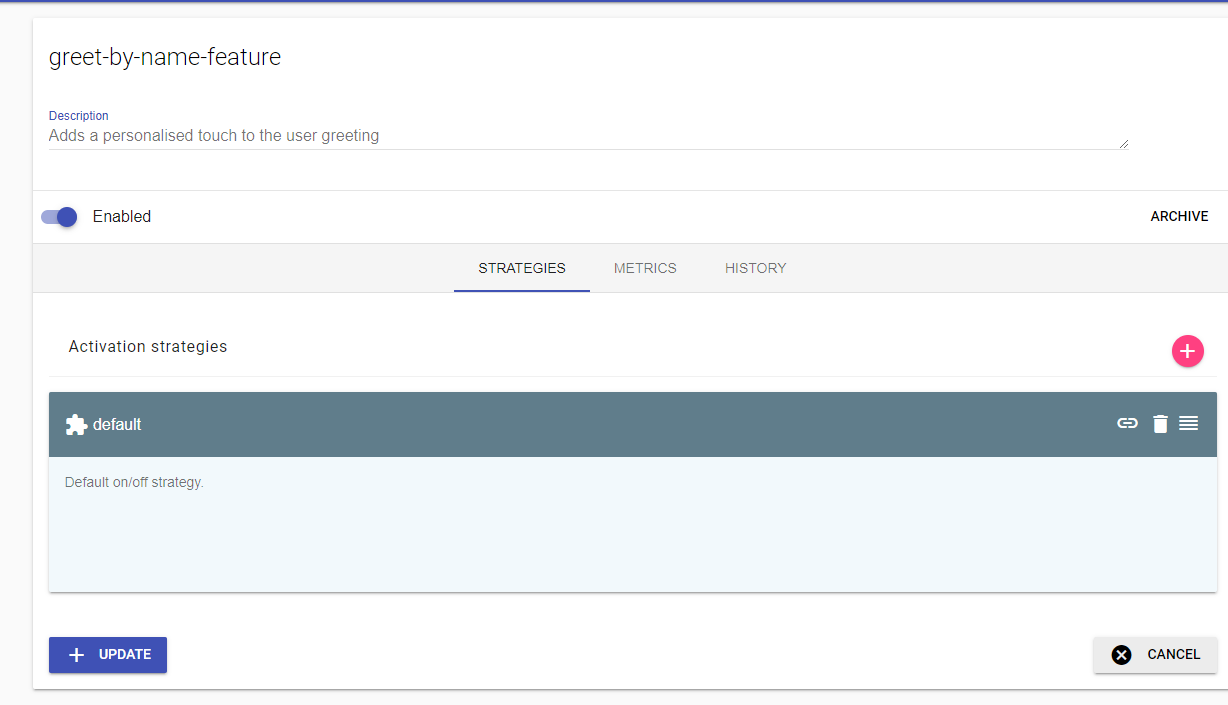 greet-by-name-feature
Description
Adds a personalised touch to the user greeting
Enabled
ARCHIVE
STRATEGIES METRICS HISTORY
Activation strategies
default
Default on/off strategy.
UPDATE
CANCEL